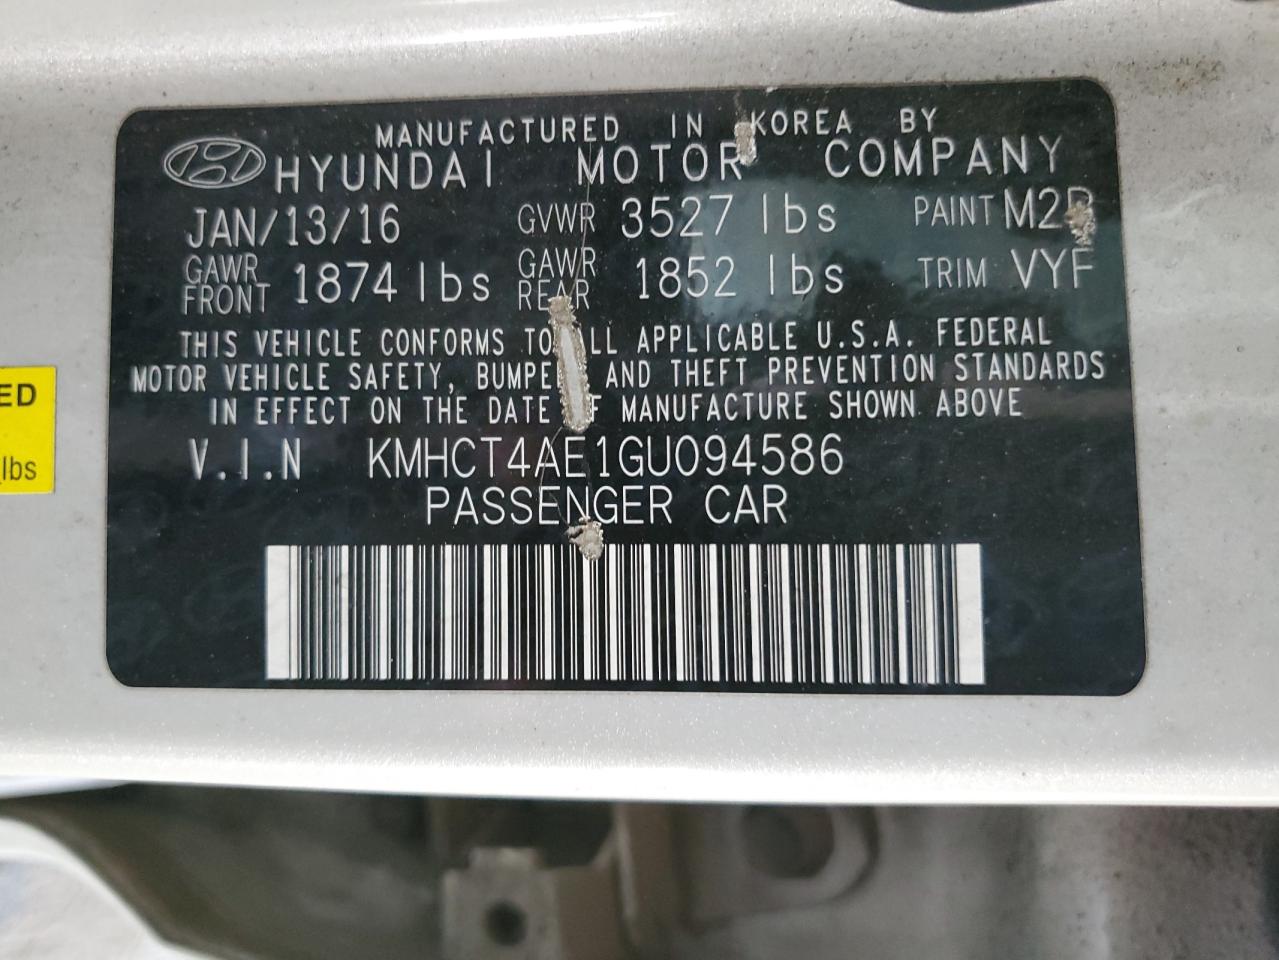 MANUFACTURED IN KOREA BY
HYUNDAI MOTOR COMPANY
JAN/13/16 GVWR 3527 lbs PAINT
GAWR FRONT 1874 lbs GAWR REAR 1852 lbs TRIM VYF
THIS VEHICLE CONFORMS TO ALL APPLICABLE U.S.A. FEDERAL
MOTOR VEHICLE SAFETY, BUMPER AND THEFT PREVENTION STANDARDS
IN EFFECT ON THE DATE OF MANUFACTURE SHOWN ABOVE
V.I.N KMHCT4AE1GU094586
PASSENGER CAR
ED
lbs